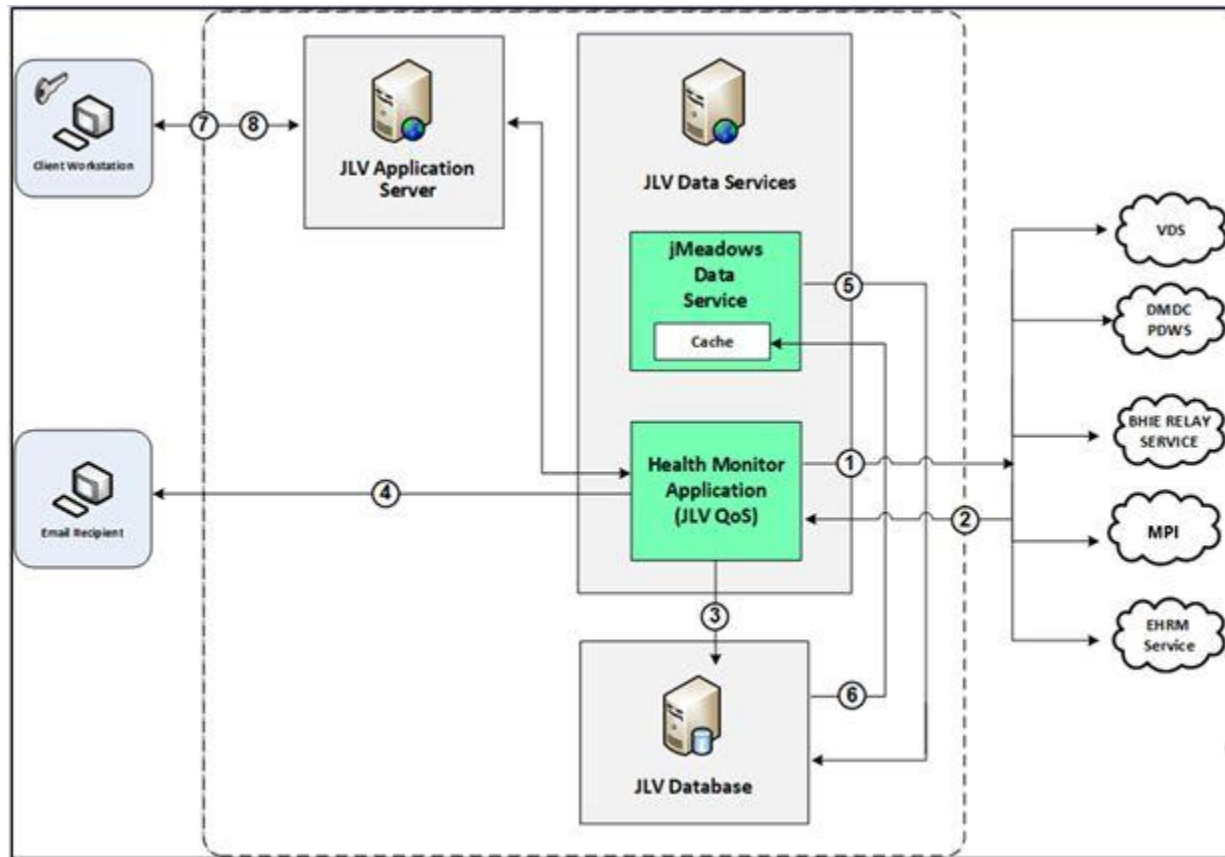 Client Workstation
7
8
JLV Application
Server
JLV Data Services
jMeadows
Data
Service
Cache
5
VDS
DMDC
PDWS
BHIE RELAY
SERVICE
MPI
EHRM
Service
Health Monitor
Application
(JLV QoS)
1
2
4
Email Recipient
3
6
JLV Database